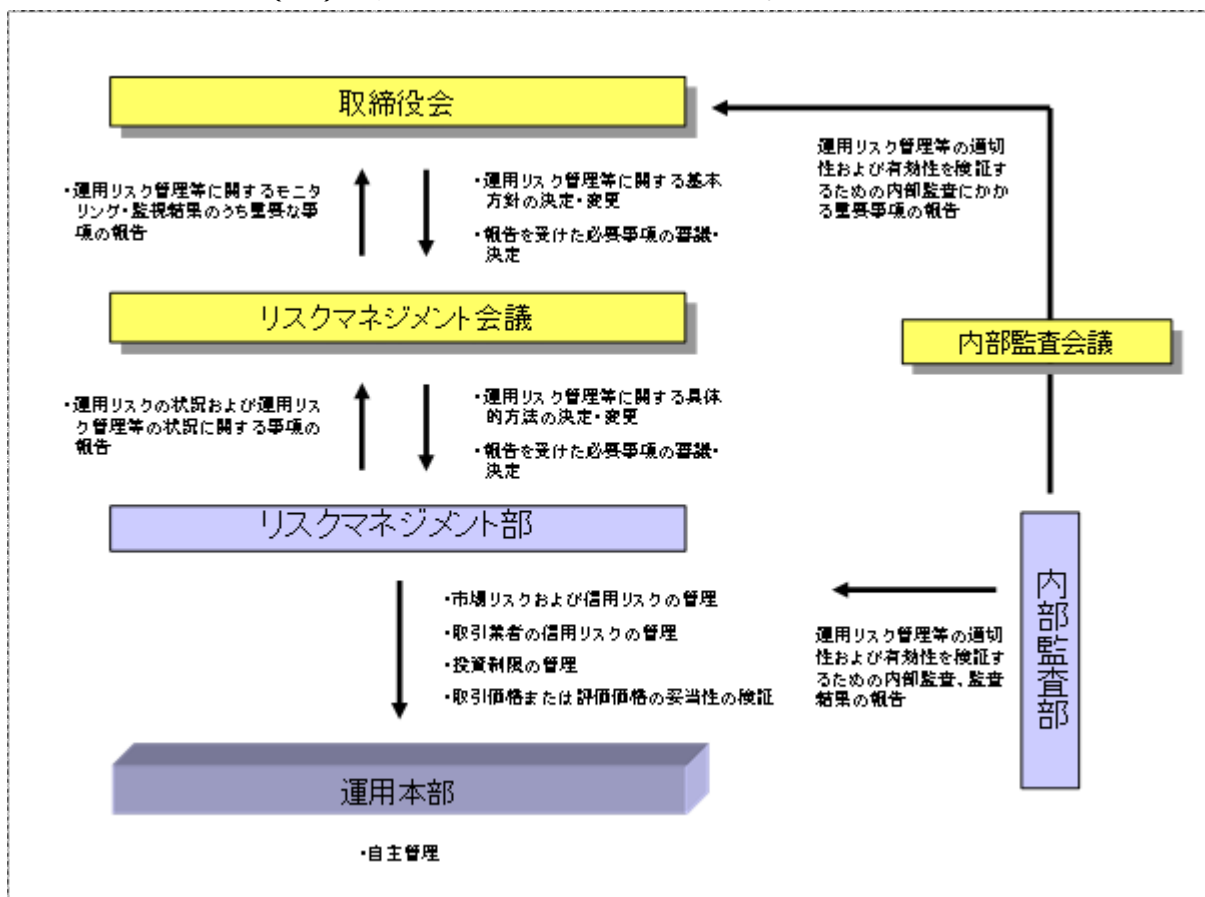 取締役会
・運用リスク管理等に関するモニ
タリング・監視結果のうち重要な事
項の報告
・運用リスク管理等に関する基本
方針の決定・変更
・報告を受けた必要事項の審議・
決定
運用リスク管理等の適切
性および有効性を検証す
るための内部監査にかか
る重要事項の報告
リスクマネジメント会議
内部監査会議
・運用リスクの状況および運用リス
ク管理等の状況に関する事項の
報告
・運用リスク管理等に関する具体
的方法の決定・変更
・報告を受けた必要事項の審議・
決定
リスクマネジメント部
内部監査部
・市場リスクおよび信用リスクの管理
・取引業者の信用リスクの管理
・投資制限の管理
・取引価格または評価価格の妥当性の検証
運用リスク管理等の適切
性および有効性を検証す
るための内部監査、監査
結果の報告
運用本部
・自主管理